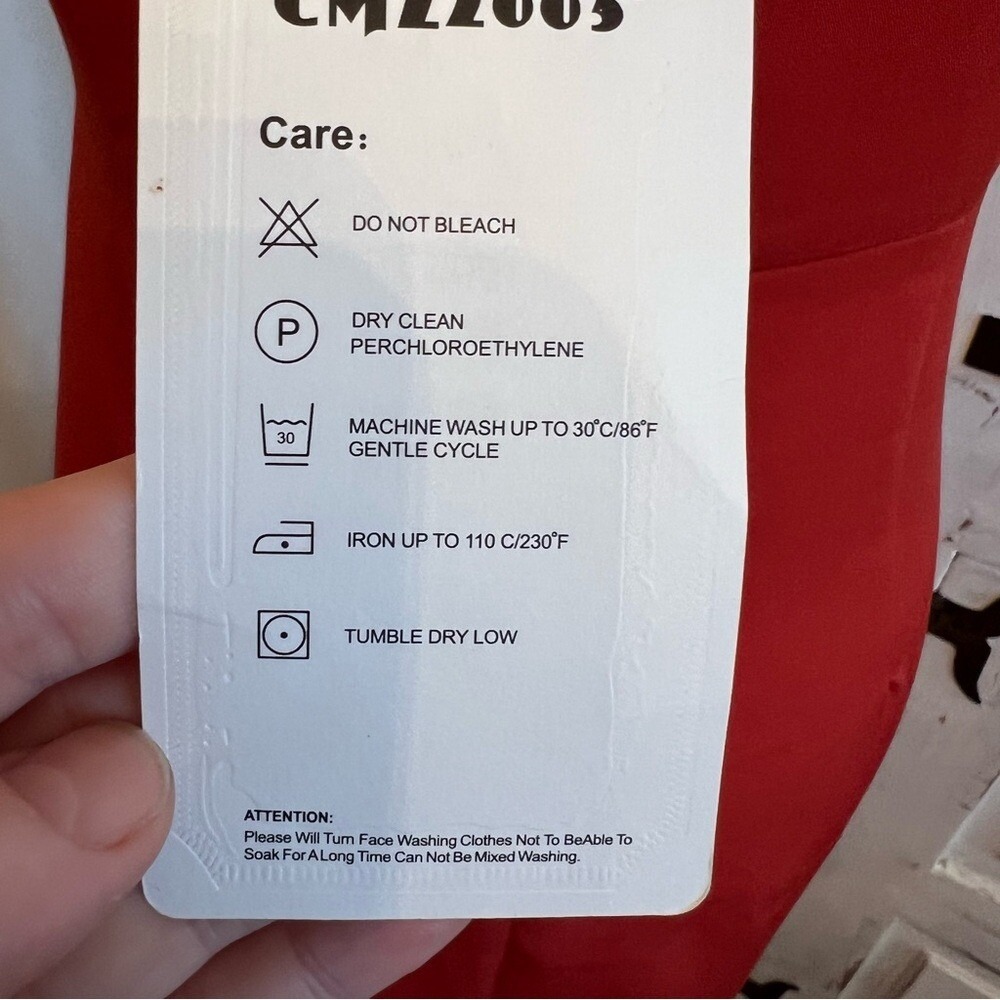 CMZZ005
Care:
DO NOT BLEACH
P
DRY CLEAN
PERCHLOROETHYLENE
30
MACHINE WASH UP TO 30°C/86°F
GENTLE CYCLE
IRON UP TO 110 C/230°F
TUMBLE DRY LOW
ATTENTION:
Please Will Turn Face Washing Clothes Not To BeAble To
Soak For A Long Time Can Not Be Mixed Washing.